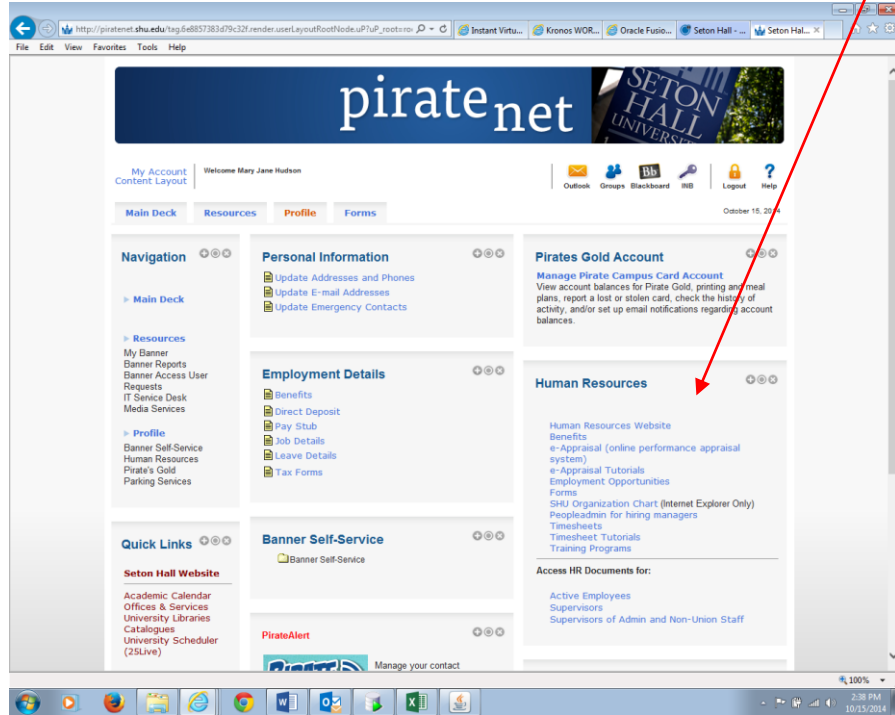 http://piratenet.shu.edu/tag.6e8857383d79c32f.render.userLayoutRootNode.uP?uP_root=ro
Instant Virtu...
Kronos WOR...
Oracle Fusio...
Seton Hall - ...
Seton Hal...
File Edit View Favorites Tools Help
pirate net
SETON HALL UNIVERSITY
My Account
Content Layout
Welcome Mary Jane Hudson
Outlook Groups Blackboard INB Logout Help
Bb
Main Deck Resources Profile Forms
October 15, 2014
Navigation
Main Deck
Resources
My Banner
Banner Reports
Banner Access User
Requests
IT Service Desk
Media Services
Profile
Banner Self-Service
Human Resources
Pirate's Gold
Parking Services
Quick Links
Seton Hall Website
Academic Calendar
Offices & Services
University Libraries
Catalogues
University Scheduler
(25Live)
Personal Information
Update Addresses and Phones
Update E-mail Addresses
Update Emergency Contacts
Employment Details
Benefits
Direct Deposit
Pay Stub
Job Details
Leave Details
Tax Forms
Banner Self-Service
Banner Self-Service
PirateAlert
Manage your contact
Pirates Gold Account
Manage Pirate Campus Card Account
View account balances for Pirate Gold, printing and meal
plans, report a lost or stolen card, check the history of
activity, and/or set up email notifications regarding account
balances.
Human Resources
Human Resources Website
Benefits
e-Appraisal (online performance appraisal
system)
e-Appraisal Tutorials
Employment Opportunities
Forms
SHU Organization Chart (Internet Explorer Only)
Peopleadmin for hiring managers
Timesheets
Timesheet Tutorials
Training Programs
Access HR Documents for:
Active Employees
Supervisors
Supervisors of Admin and Non-Union Staff
100%
2:38 PM
10/15/2014